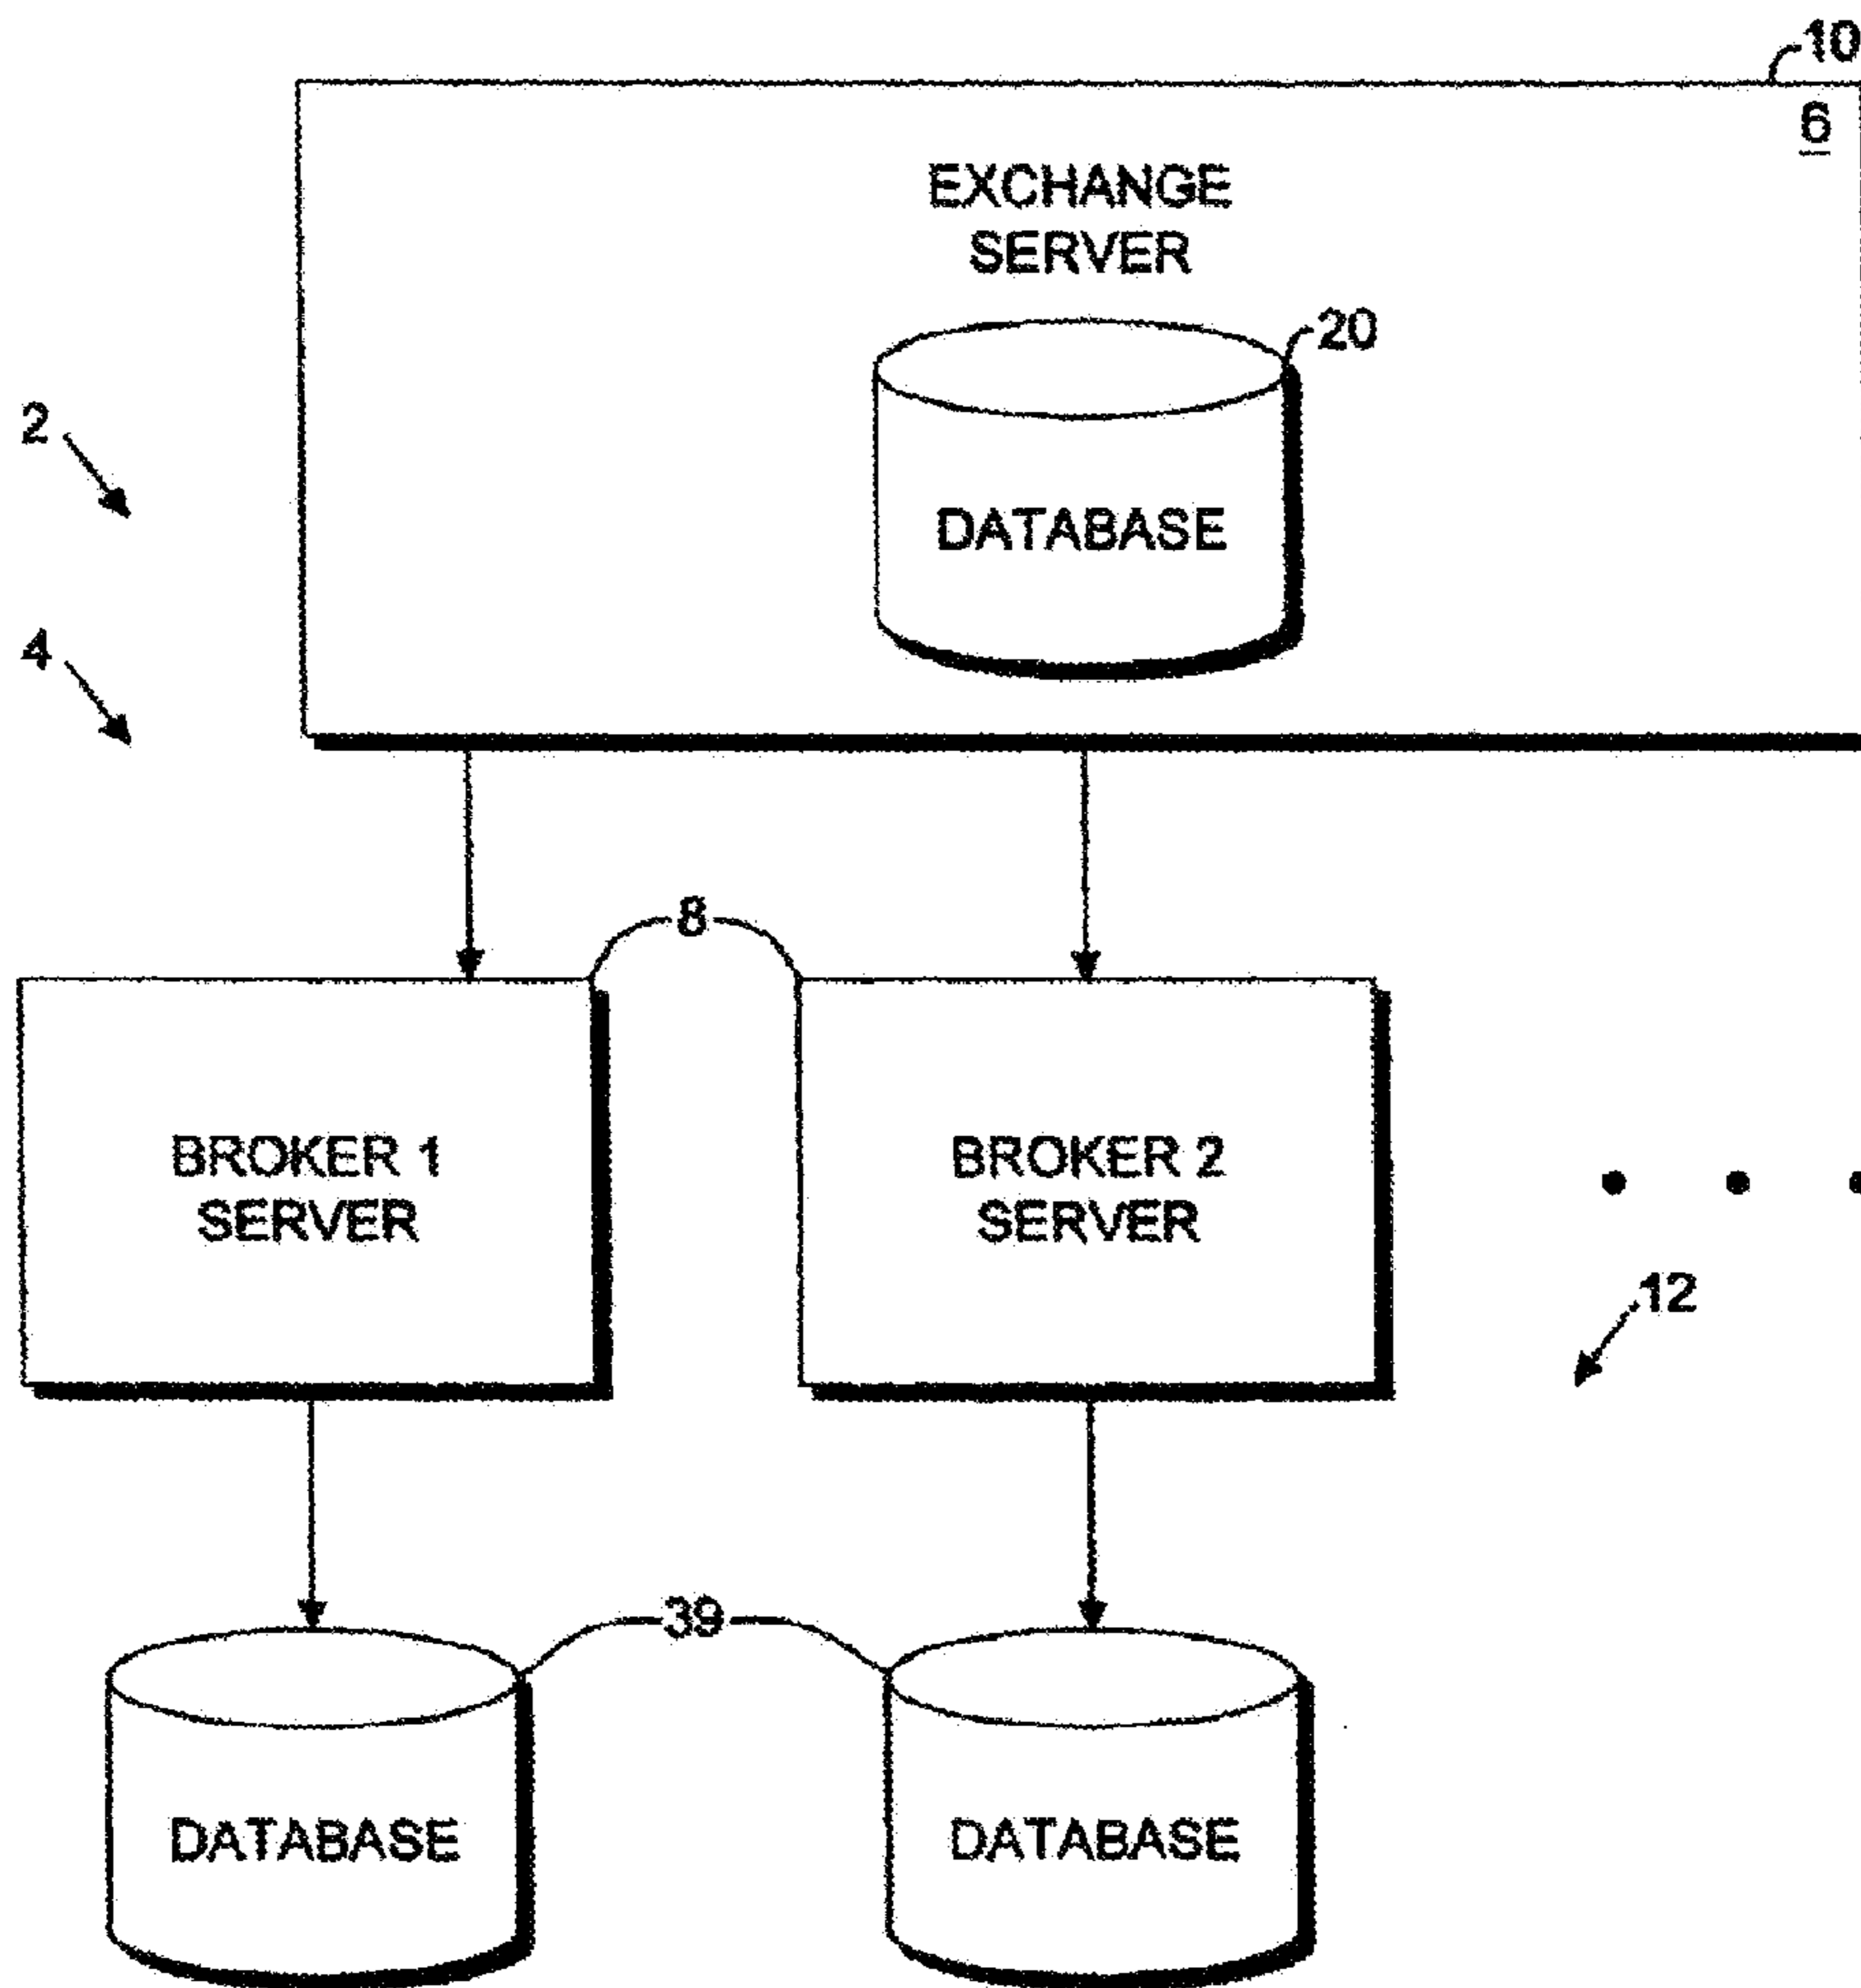 10
6
EXCHANGE
SERVER
20
DATABASE
2
4
8
BROKER 1
SERVER
BROKER 2
SERVER
12
39
DATABASE
DATABASE